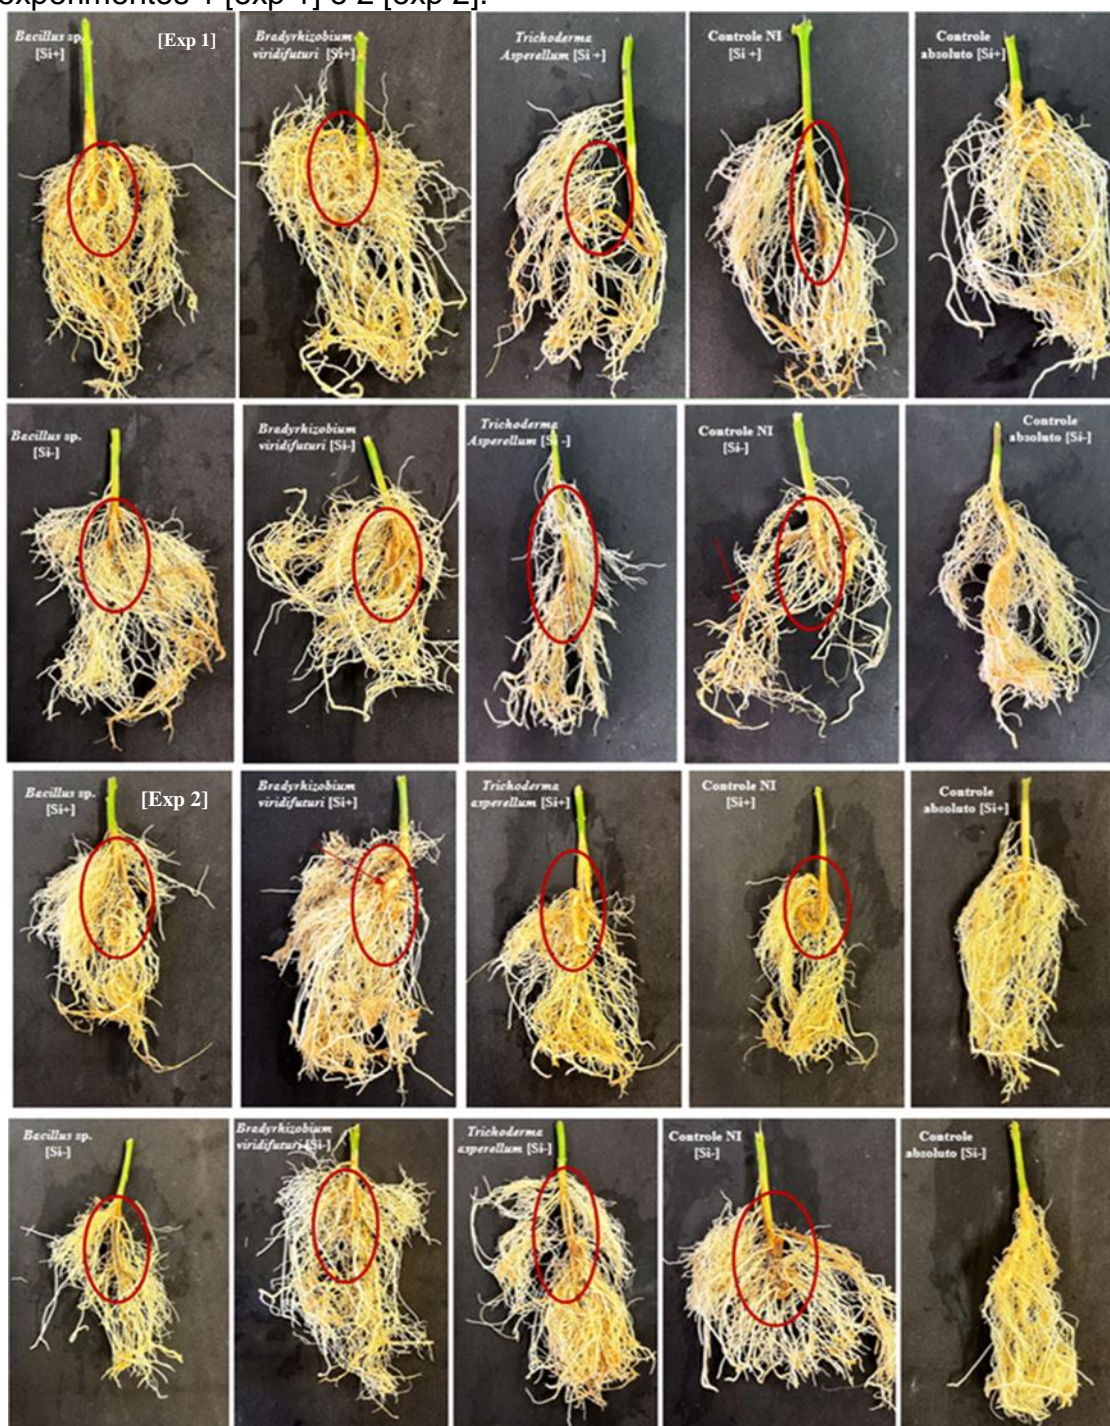 experimentos 1 [exp 1] e 2 [exp 2].
Bacillus sp.
[Si+]
[Exp 1]
Bradyrhizobium
viridifuturi [Si+]
Trichoderma
Asperellum [Si +]
Controle NI
[Si +]
Controle
absoluto [Si+]
Bacillus sp.
[Si-]
Bradyrhizobium
viridifuturi [Si-]
Trichoderma
Asperellum [Si -]
Controle NI
[Si-]
Controle
absoluto [Si-]
Bacillus sp.
[Si+]
[Exp 2]
Bradyrhizobium
viridifuturi [Si+]
Trichoderma
asperellum [Si+]
Controle NI
[Si+]
Controle
absoluto [Si+]
Bacillus sp.
[Si-]
Bradyrhizobium
viridifuturi [Si-]
Trichoderma
asperellum [Si-]
Controle NI
[Si-]
Controle
absoluto [Si-]